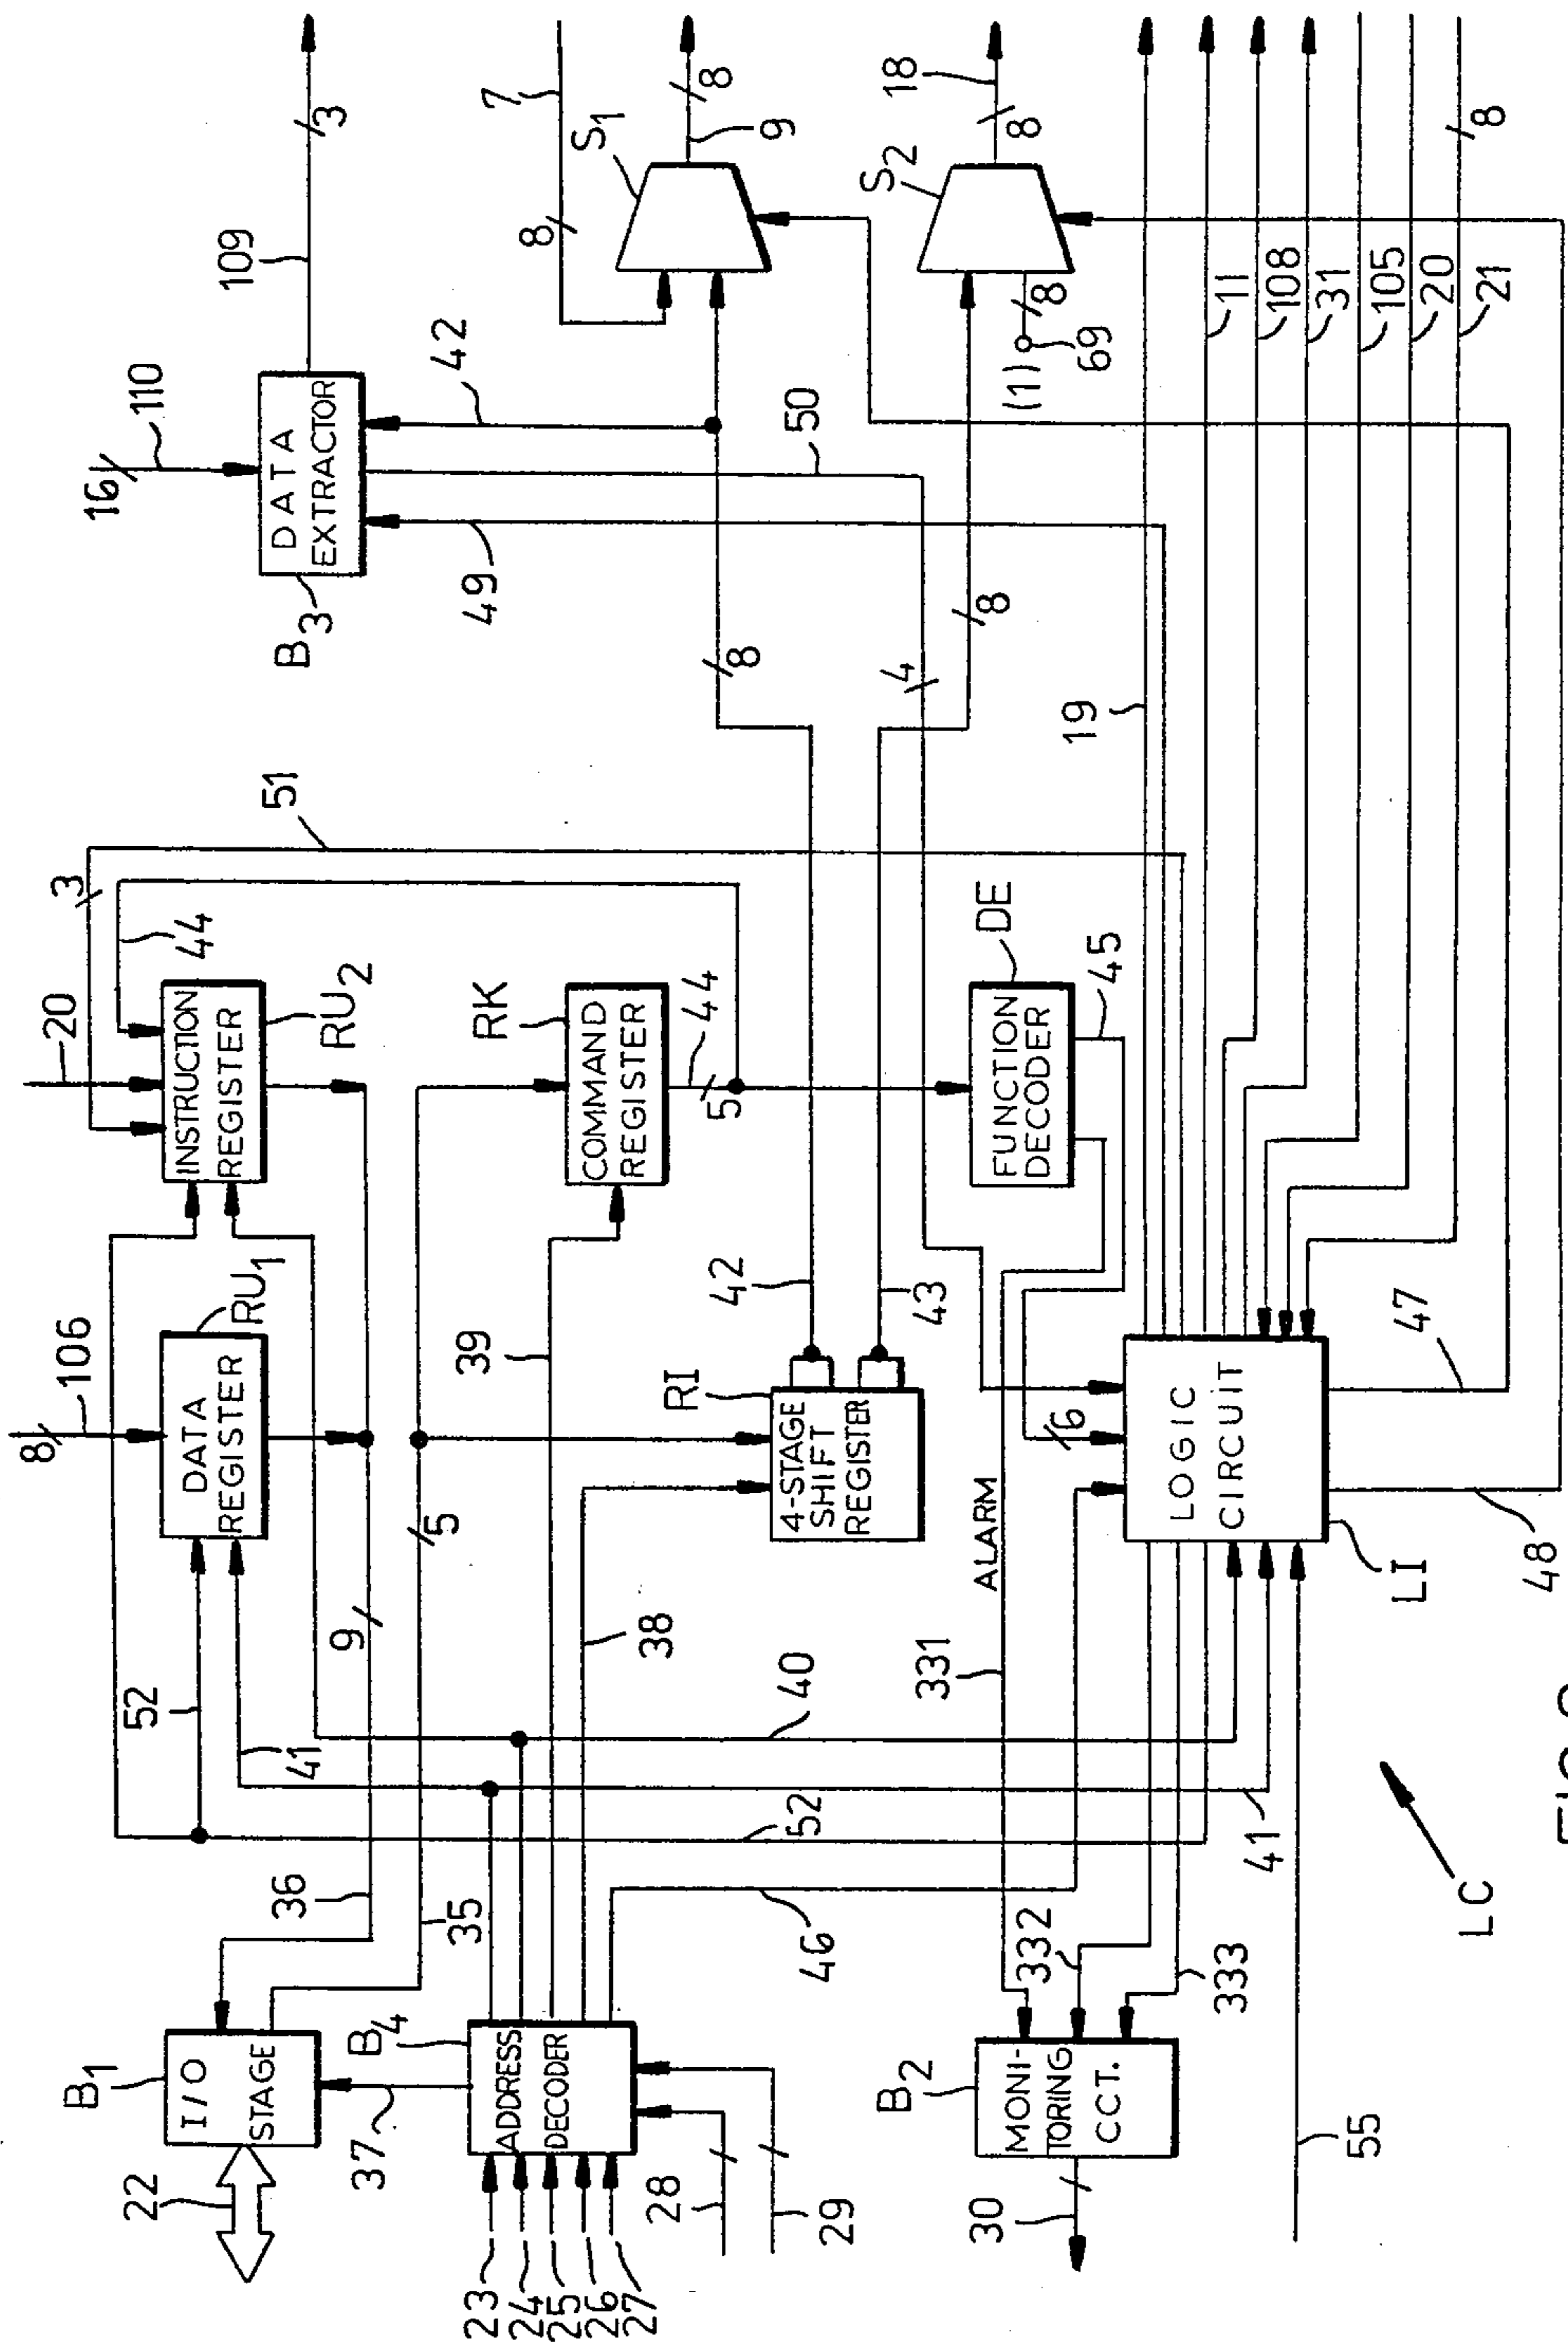 16
110
109
3
DATA
EXTRACTOR
B3
42
50
49
7
8
S1
8
9
S2
18
8
8
(1)
69
8
8
4
19
11
108
31
105
20
21
8
51
3
44
20
INSTRUCTION
REGISTER
RU2
RK
COMMAND
REGISTER
44
5
DE
FUNCTION
DECODER
45
8
106
DATA
REGISTER
RU1
39
42
43
RI
4-STAGE
SHIFT
REGISTER
5
9
38
ALARM
331
6
LOGIC
CIRCUIT
LI
47
48
52
41
40
52
41
36
35
46
332
333
B1
I/O
STAGE
22
37
B4
ADDRESS
DECODER
23
24
25
26
27
28
29
B2
MONI-
TORING
CCT.
30
55
LC